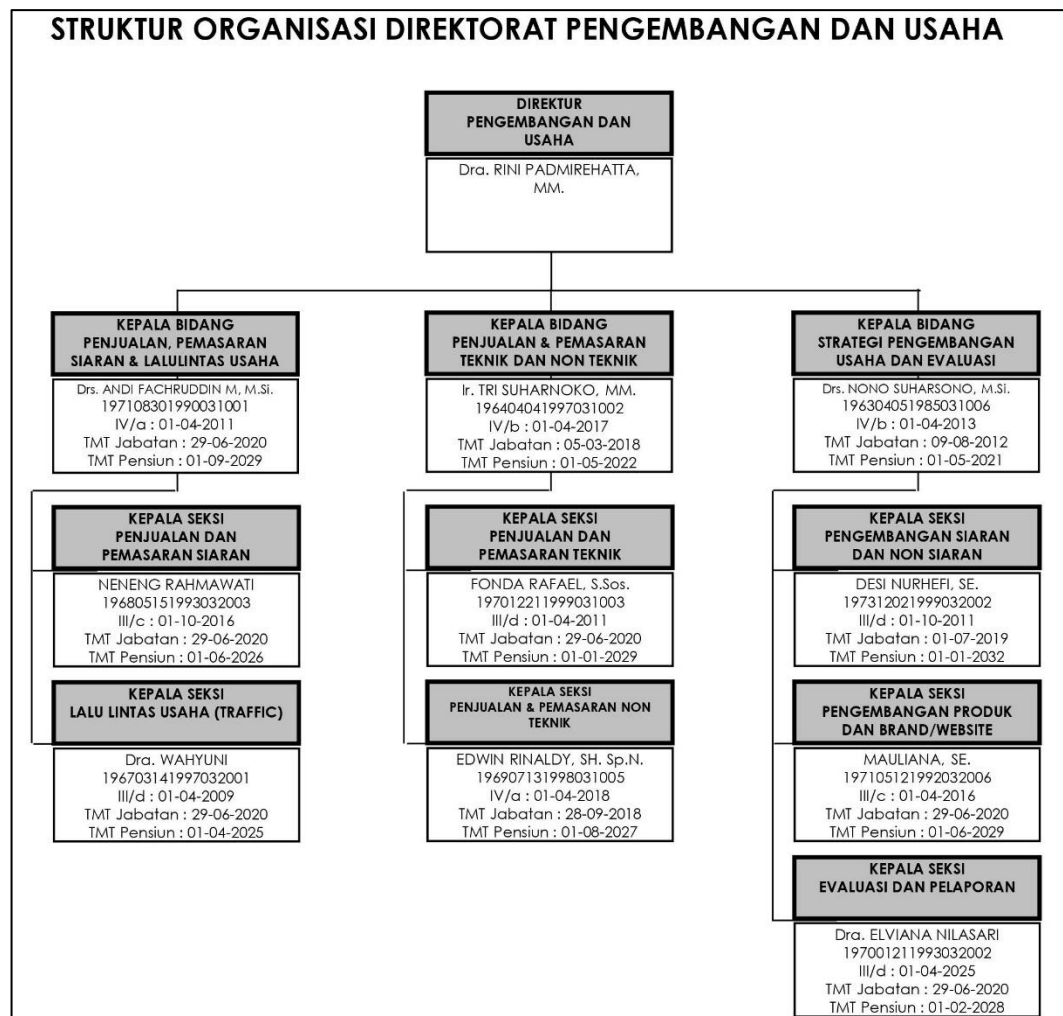 STRUKTUR ORGANISASI DIREKTORAT PENGEMBANGAN DAN USAHA
DIREKTUR
PENGEMBANGAN DAN
USAHA
Dra. RINI PADMIREHATTA,
MM.
KEPALA BIDANG
PENJUALAN, PEMASARAN
SIARAN & LALULINTAS USAHA
Drs. ANDI FACHRUDDIN M, M.Si.
197108301990031001
IV/a : 01-04-2011
TMT Jabatan : 29-06-2020
TMT Pensiun : 01-09-2029
KEPALA SEKSI
PENJUALAN DAN
PEMASARAN SIARAN
NENENG RAHMAWATI
196805151993032003
III/c : 01-10-2016
TMT Jabatan : 29-06-2020
TMT Pensiun : 01-06-2026
KEPALA SEKSI
LALU LINTAS USAHA (TRAFFIC)
Dra. WAHYUNI
196703141997032001
III/d : 01-04-2009
TMT Jabatan : 29-06-2020
TMT Pensiun : 01-04-2025
KEPALA BIDANG
PENJUALAN & PEMASARAN
TEKNIK DAN NON TEKNIK
Ir. TRI SUHARNOKO, MM.
196404041997031002
IV/b : 01-04-2017
TMT Jabatan : 05-03-2018
TMT Pensiun : 01-05-2022
KEPALA SEKSI
PENJUALAN DAN
PEMASARAN TEKNIK
FONDA RAFAEL, S.Sos.
197012211999031003
III/d : 01-04-2011
TMT Jabatan : 29-06-2020
TMT Pensiun : 01-01-2029
KEPALA SEKSI
PENJUALAN & PEMASARAN NON
TEKNIK
EDWIN RINALDY, SH. Sp.N.
196907131998031005
IV/a : 01-04-2018
TMT Jabatan : 28-09-2018
TMT Pensiun : 01-08-2027
KEPALA BIDANG
STRATEGI PENGEMBANGAN
USAHA DAN EVALUASI
Drs. NONO SUHARSONO, M.Si.
196304051985031006
IV/b : 01-04-2013
TMT Jabatan : 09-08-2012
TMT Pensiun : 01-05-2021
KEPALA SEKSI
PENGEMBANGAN SIARAN
DAN NON SIARAN
DESI NURHEFI, SE.
197312021999032002
III/d : 01-10-2011
TMT Jabatan : 01-07-2019
TMT Pensiun : 01-01-2032
KEPALA SEKSI
PENGEMBANGAN PRODUK
DAN BRAND/WEBSITE
MAULIANA, SE.
197105121992032006
III/c : 01-04-2016
TMT Jabatan : 29-06-2020
TMT Pensiun : 01-06-2029
KEPALA SEKSI
EVALUASI DAN PELAPORAN
Dra. ELVIANA NILASARI
197001211993032002
III/d : 01-04-2025
TMT Jabatan : 29-06-2020
TMT Pensiun : 01-02-2028